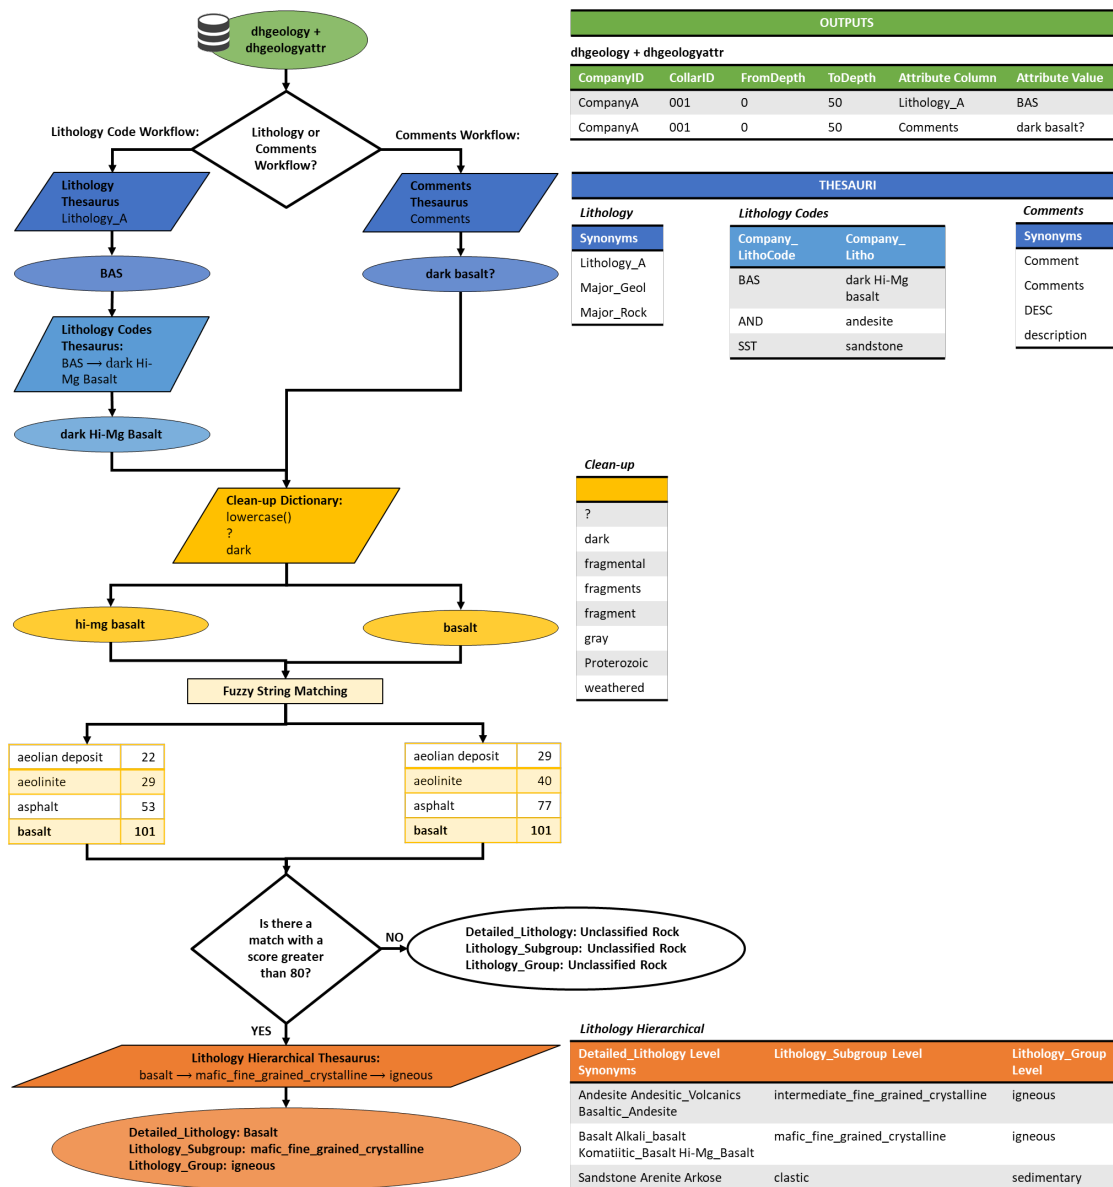 dhgeology +
dhgeologyattr
Lithology Code Workflow:
Lithology or
Comments
Workflow?
Comments Workflow:
Lithology
Thesaurus
Lithology_A
Comments
Thesaurus
Comments
BAS
dark basalt?
Lithology Codes
Thesaurus:
BAS → dark Hi-
Mg Basalt
dark Hi-Mg Basalt
Clean-up Dictionary:
lowercase()
?
dark
hi-mg basalt
basalt
Fuzzy String Matching
aeolian deposit 22
aeolinite 29
asphalt 53
basalt 101
aeolian deposit 29
aeolinite 40
asphalt 77
basalt 101
Is there a
match with a
score greater
than 80?
NO
Detailed_Lithology: Unclassified Rock
Lithology_Subgroup: Unclassified Rock
Lithology_Group: Unclassified Rock
YES
Lithology Hierarchical Thesaurus:
basalt → mafic_fine_grained_crystalline → igneous
Detailed_Lithology: Basalt
Lithology_Subgroup: mafic_fine_grained_crystalline
Lithology_Group: igneous
OUTPUTS
dhgeology + dhgeologyattr
CompanyID CollarID FromDepth ToDepth Attribute Column Attribute Value
CompanyA 001 0 50 Lithology_A BAS
CompanyA 001 0 50 Comments dark basalt?
THESAURI
Lithology
Synonyms
Lithology_A
Major_Geol
Major_Rock
Lithology Codes
Company_ Company_
LithoCode Litho
BAS dark Hi-Mg
basalt
AND andesite
SST sandstone
Comments
Synonyms
Comment
Comments
DESC
description
Clean-up
?
dark
fragmental
fragments
fragment
gray
Proterozoic
weathered
Lithology Hierarchical
Detailed_Lithology Level Lithology_Subgroup Level Lithology_Group
Synonyms Level
Andesite Andesitic_Volcanics intermediate_fine_grained_crystalline igneous
Basaltic_Andesite
Basalt Alkali_basalt mafic_fine_grained_crystalline igneous
Komatiitic_Basalt Hi-Mg_Basalt
Sandstone Arenite Arkose clastic sedimentary